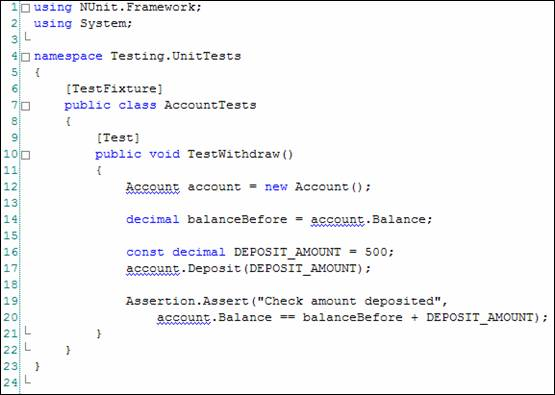 1 using NUnit.Framework;
2 using System;
3
4 namespace Testing.UnitTests
5 {
6 [TestFixture]
7 public class AccountTests
8 {
9 [Test]
10 public void TestWithdraw()
11 {
12 Account account = new Account();
13
14 decimal balanceBefore = account.Balance;
15
16 const decimal DEPOSIT_AMOUNT = 500;
17 account.Deposit(DEPOSIT_AMOUNT);
18
19 Assertion.Assert("Check amount deposited",
20 account.Balance == balanceBefore + DEPOSIT_AMOUNT);
21 }
22 }
23 }
24